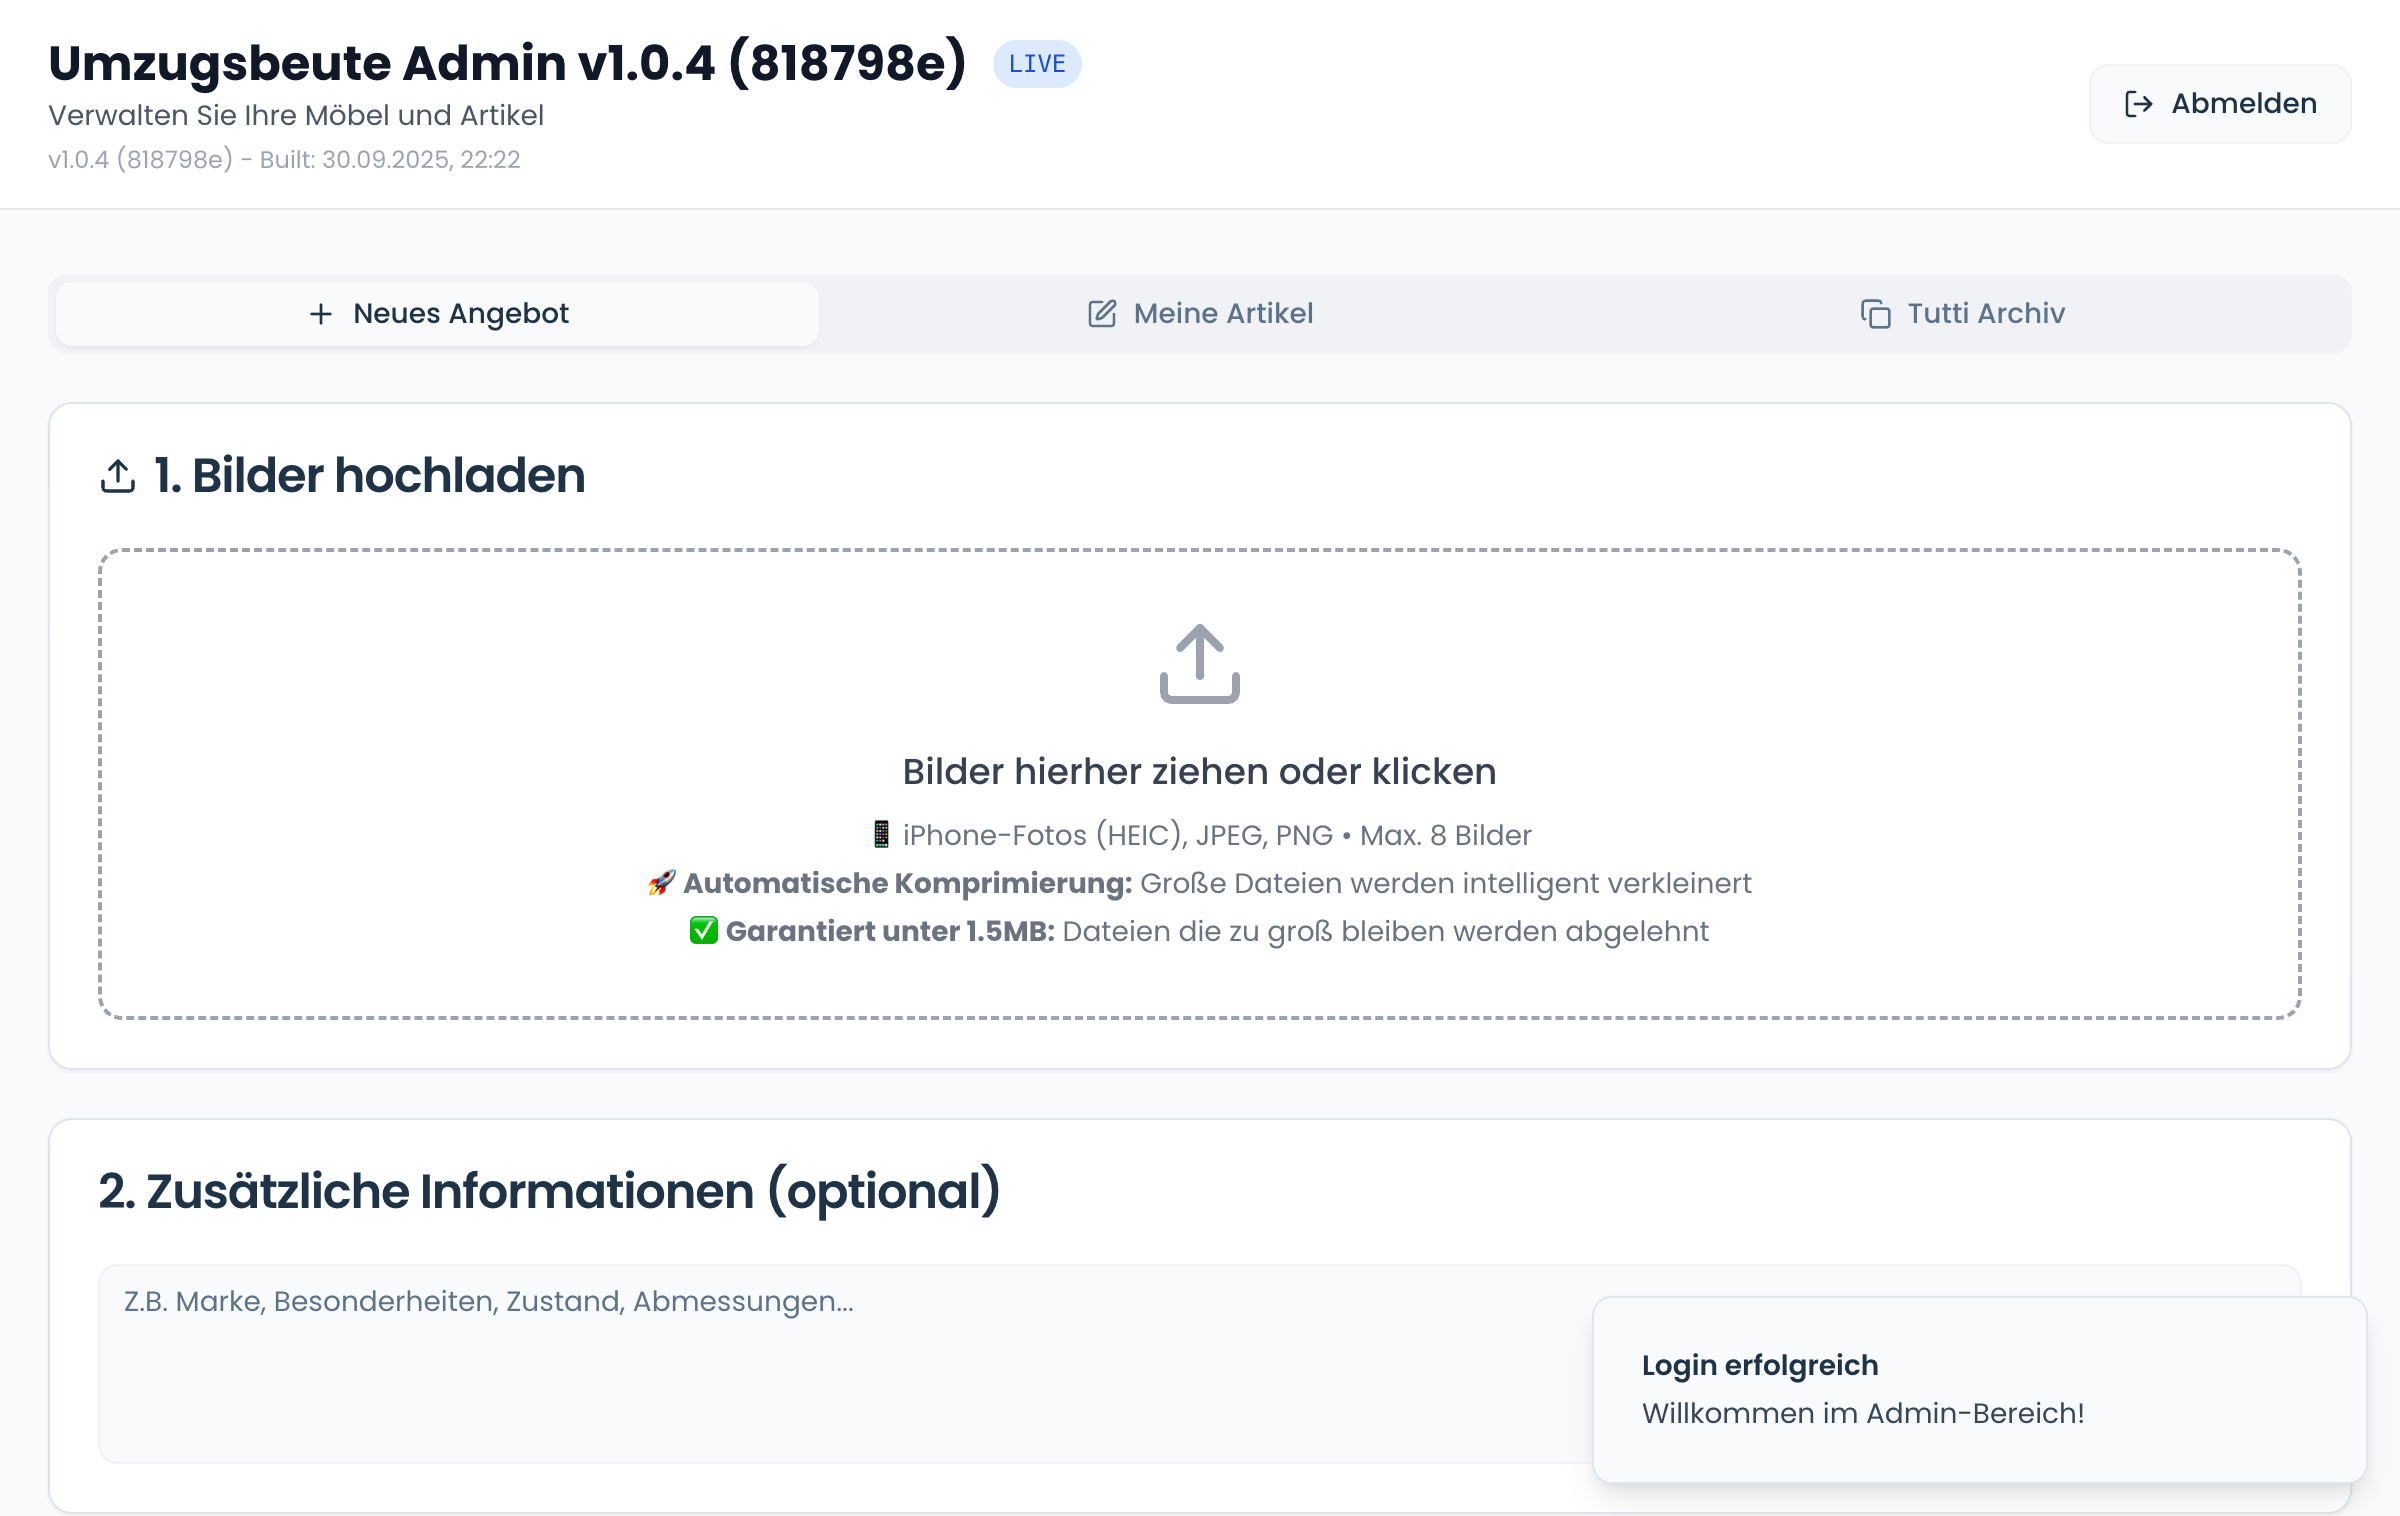 Umzugsbeute Admin v1.0.4 (818798e) LIVE
Verwalten Sie Ihre Möbel und Artikel
v1.0.4 (818798e) - Built: 30.09.2025, 22:22
Abmelden
Neues Angebot
Meine Artikel
Tutti Archiv
1. Bilder hochladen
Bilder hierher ziehen oder klicken
📱 iPhone-Fotos (HEIC), JPEG, PNG • Max. 8 Bilder
🚀 Automatische Komprimierung: Große Dateien werden intelligent verkleinert
✅ Garantiert unter 1.5MB: Dateien die zu groß bleiben werden abgelehnt
2. Zusätzliche Informationen (optional)
Z.B. Marke, Besonderheiten, Zustand, Abmessungen...
Login erfolgreich
Willkommen im Admin-Bereich!